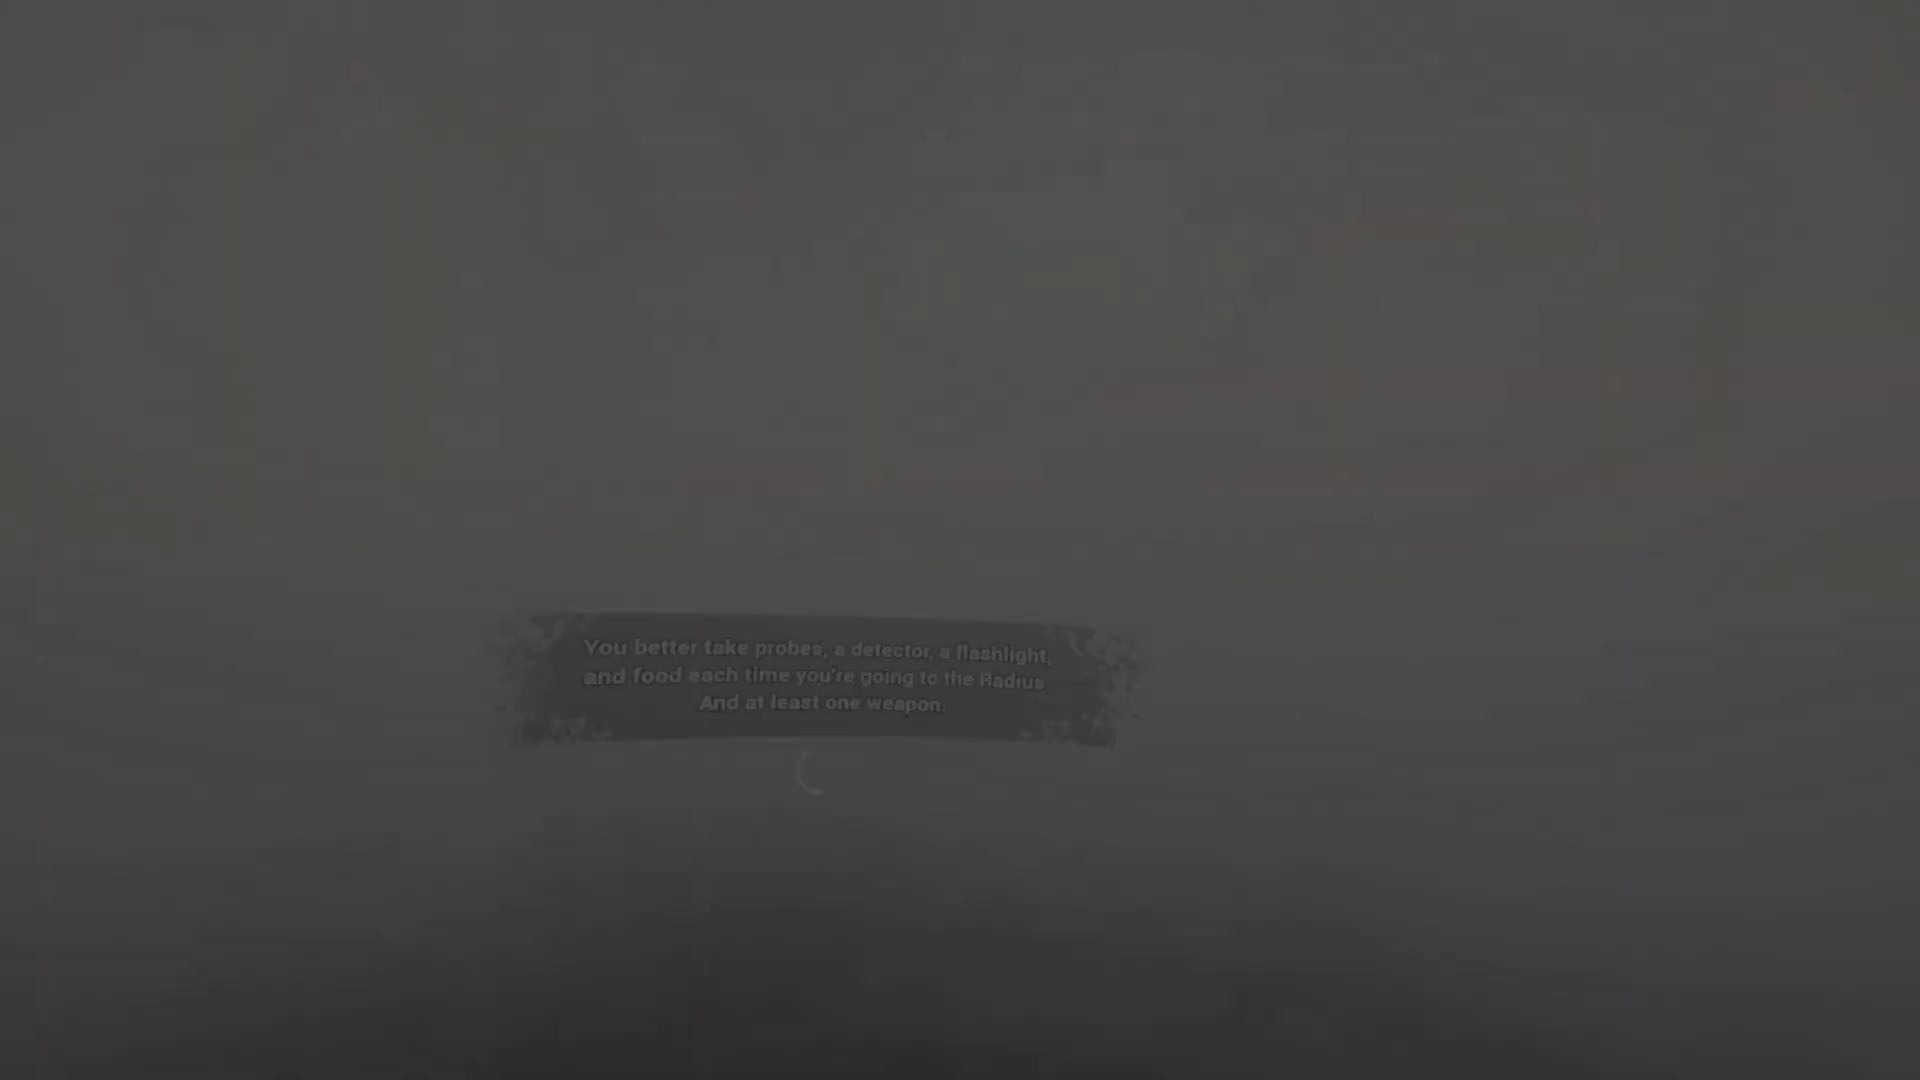 You better take probes, a detector, a flashlight,
and food each time you're going to the Radius.
And at least one weapon.